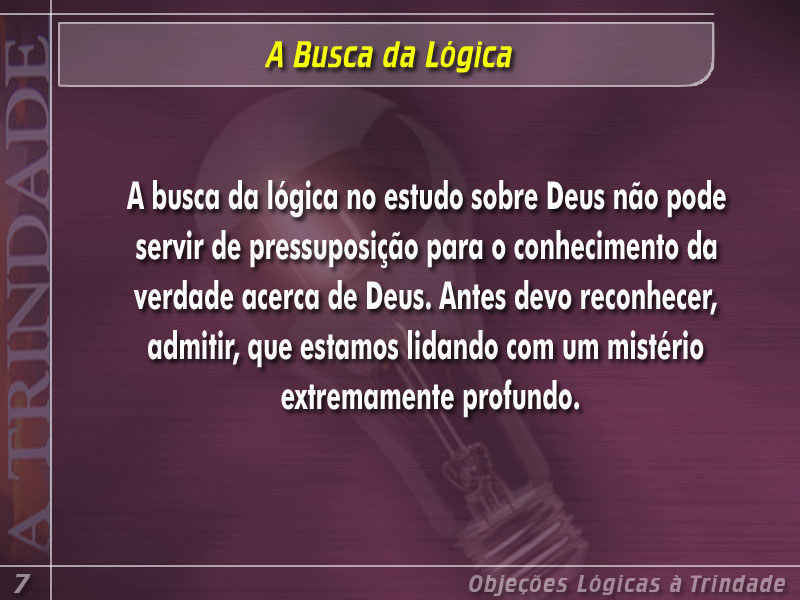 A TRINDADE
A Busca da Lógica
A busca da lógica no estudo sobre Deus não pode
servir de pressuposição para o conhecimento da
verdade acerca de Deus. Antes devo reconhecer,
admitir, que estamos lidando com um mistério
extremamente profundo.
7
Objeções Lógicas à Trindade